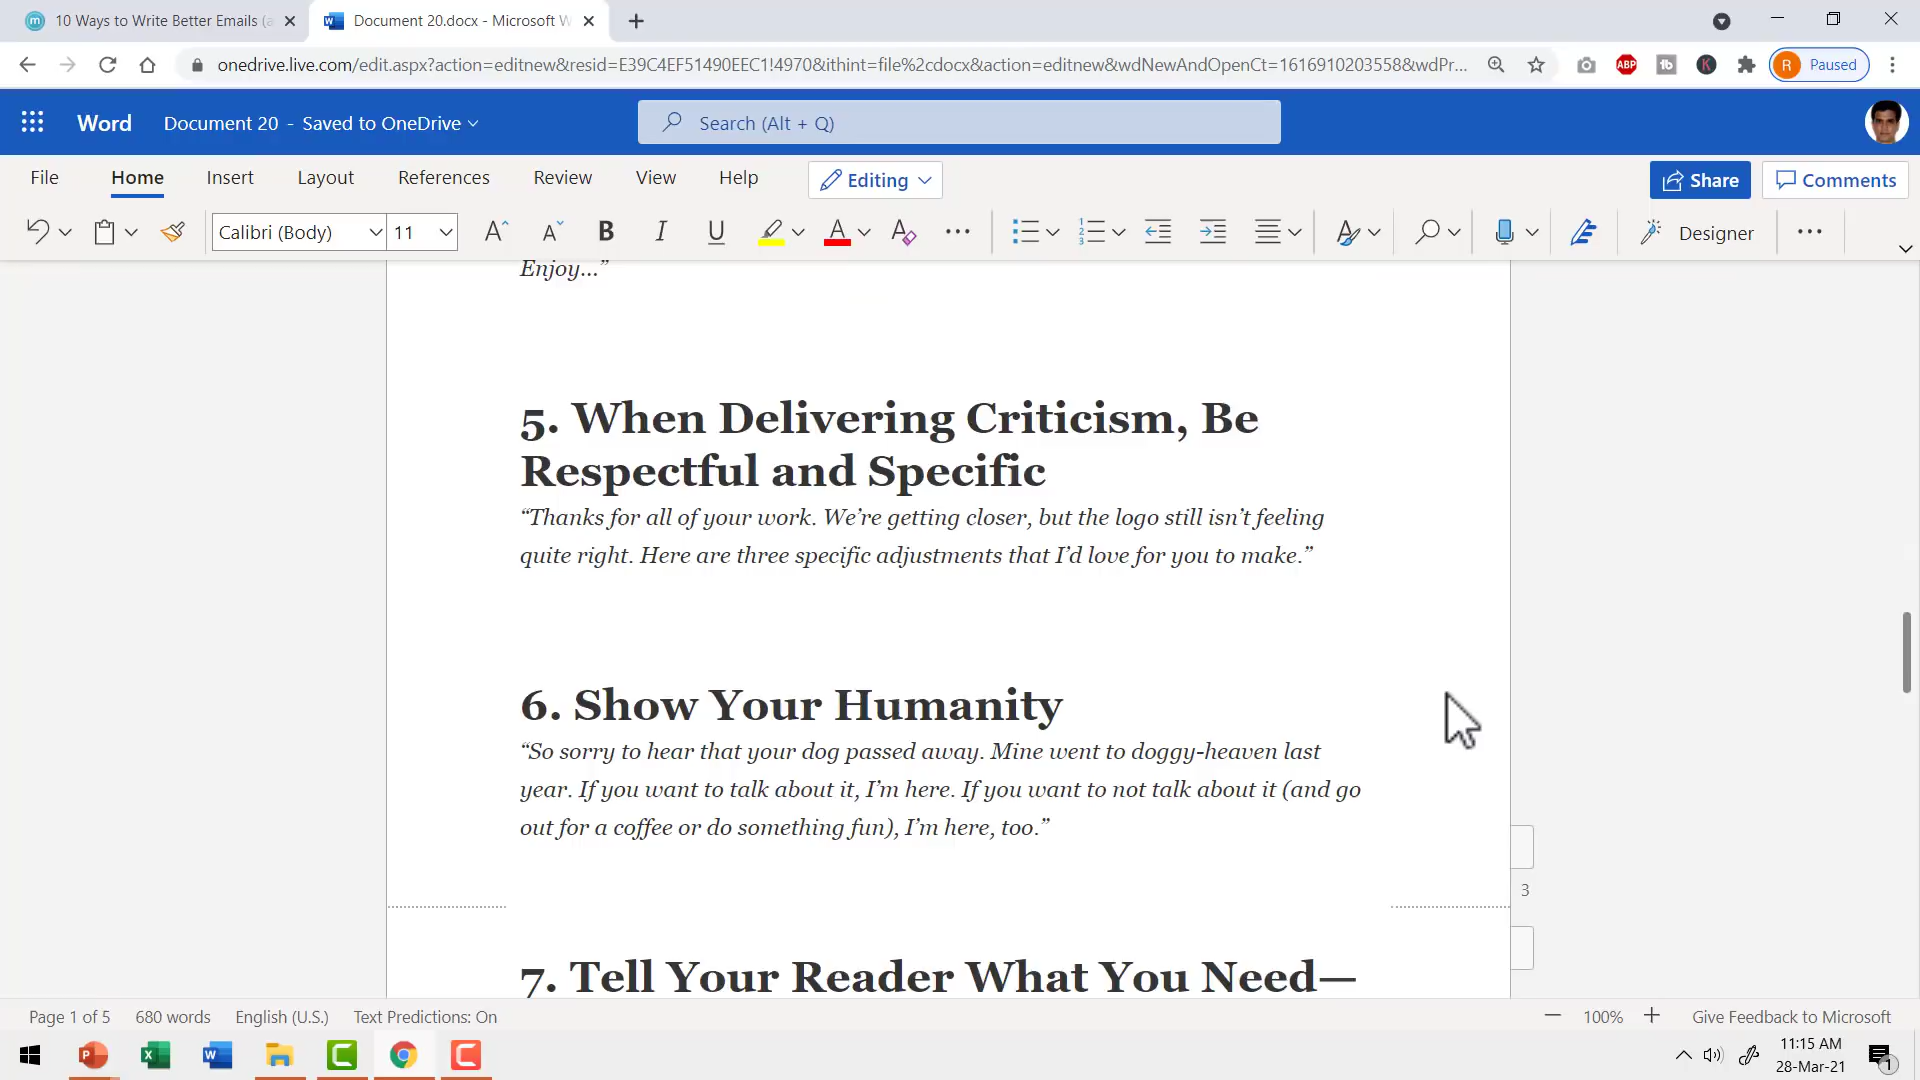 10 Ways to Write Better Emails (a
Document 20.docx - Microsoft W
onedrive.live.com/edit.aspx?action=editnew&resid=E39C4EF51490EEC1!4970&ithint=file%2cdocx&action=editnew&wdNewAndOpenCt=1616910203558&wdPr...
ABP
R Paused
Word
Document 20 - Saved to OneDrive
Search (Alt + Q)
File Home Insert Layout References Review View Help Editing Share Comments
Calibri (Body) 11 Designer
Enjoy...”
5. When Delivering Criticism, Be
Respectful and Specific
“Thanks for all of your work. We’re getting closer, but the logo still isn’t feeling
quite right. Here are three specific adjustments that I’d love for you to make.”
6. Show Your Humanity
“So sorry to hear that your dog passed away. Mine went to doggy-heaven last
year. If you want to talk about it, I’m here. If you want to not talk about it (and go
out for a coffee or do something fun), I’m here, too.”
3
7. Tell Your Reader What You Need—
Page 1 of 5 680 words English (U.S.) Text Predictions: On 100% Give Feedback to Microsoft
11:15 AM
28-Mar-21
1